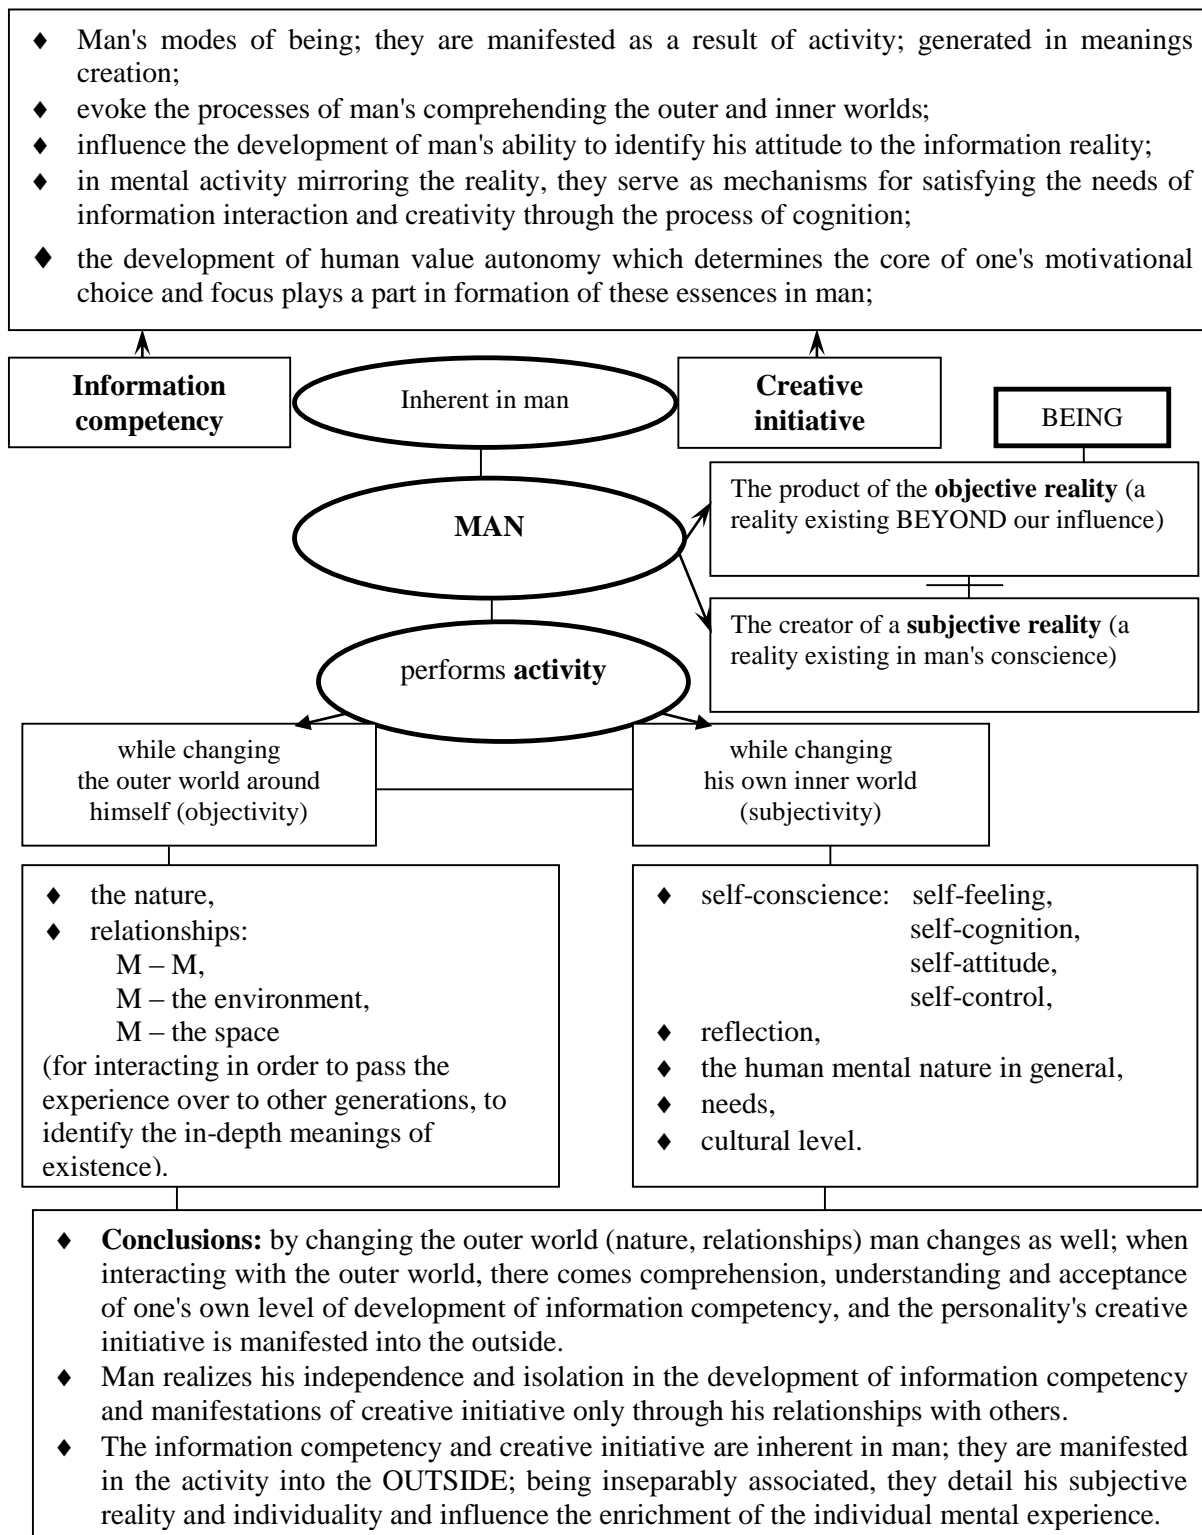 ♦ Man's modes of being; they are manifested as a result of activity; generated in meanings
creation;
♦ evoke the processes of man's comprehending the outer and inner worlds;
♦ influence the development of man's ability to identify his attitude to the information reality;
♦ in mental activity mirroring the reality, they serve as mechanisms for satisfying the needs of
information interaction and creativity through the process of cognition;
♦ the development of human value autonomy which determines the core of one's motivational
choice and focus plays a part in formation of these essences in man;
Information
competency
Inherent in man
Creative
initiative
BEING
MAN
The product of the objective reality (a
reality existing BEYOND our influence)
The creator of a subjective reality (a
reality existing in man's conscience)
performs activity
while changing
the outer world around
himself (objectivity)
while changing
his own inner world
(subjectivity)
♦ the nature,
♦ relationships:
M – M,
M – the environment,
M – the space
(for interacting in order to pass the
experience over to other generations, to
identify the in-depth meanings of
existence).
♦ self-conscience: self-feeling,
self-cognition,
self-attitude,
self-control,
♦ reflection,
♦ the human mental nature in general,
♦ needs,
♦ cultural level.
♦ Conclusions: by changing the outer world (nature, relationships) man changes as well; when
interacting with the outer world, there comes comprehension, understanding and acceptance
of one's own level of development of information competency, and the personality's creative
initiative is manifested into the outside.
♦ Man realizes his independence and isolation in the development of information competency
and manifestations of creative initiative only through his relationships with others.
♦ The information competency and creative initiative are inherent in man; they are manifested
in the activity into the OUTSIDE; being inseparably associated, they detail his subjective
reality and individuality and influence the enrichment of the individual mental experience.